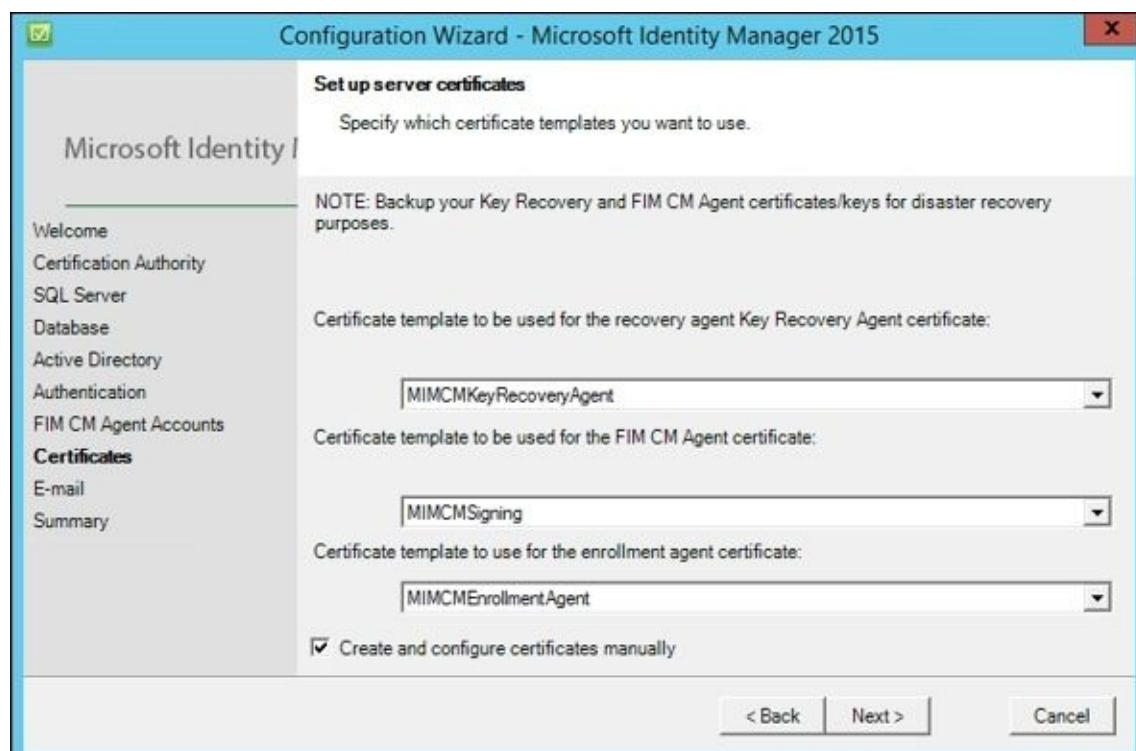 Configuration Wizard - Microsoft Identity Manager 2015
x
Set up server certificates
Specify which certificate templates you want to use.
Microsoft Identity
NOTE: Backup your Key Recovery and FIM CM Agent certificates/keys for disaster recovery
purposes.
Welcome
Certification Authority
SQL Server
Database
Active Directory
Authentication
FIM CM Agent Accounts
Certificates
E-mail
Summary
Certificate template to be used for the recovery agent Key Recovery Agent certificate:
MIMCMKeyRecoveryAgent
Certificate template to be used for the FIM CM Agent certificate:
MIMCMSigning
Certificate template to use for the enrollment agent certificate:
MIMCMEnrollmentAgent
Create and configure certificates manually
< Back
Next >
Cancel